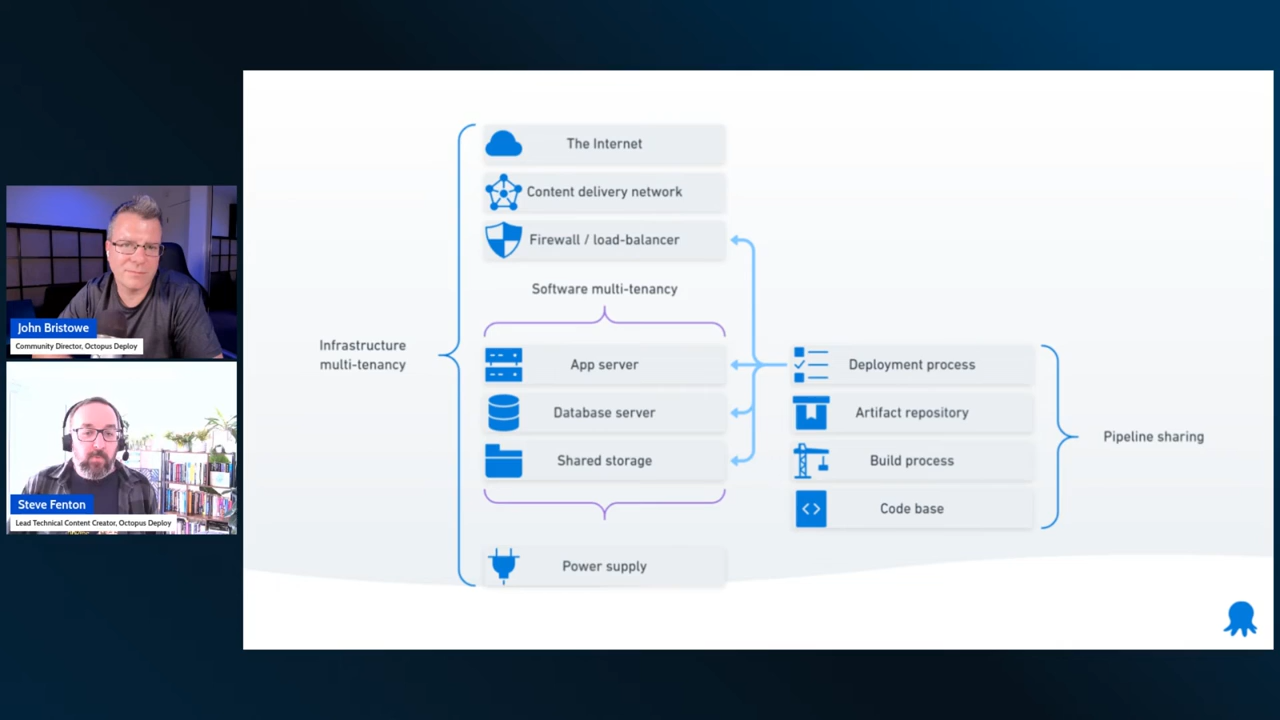 The Internet
Content delivery network
Firewall / load-balancer
Software multi-tenancy
Infrastructure
multi-tenancy
App server
Database server
Shared storage
Power supply
Deployment process
Artifact repository
Build process
Code base
Pipeline sharing
John Bristowe
Community Director, Octopus Deploy
Steve Fenton
Lead Technical Content Creator, Octopus Deploy